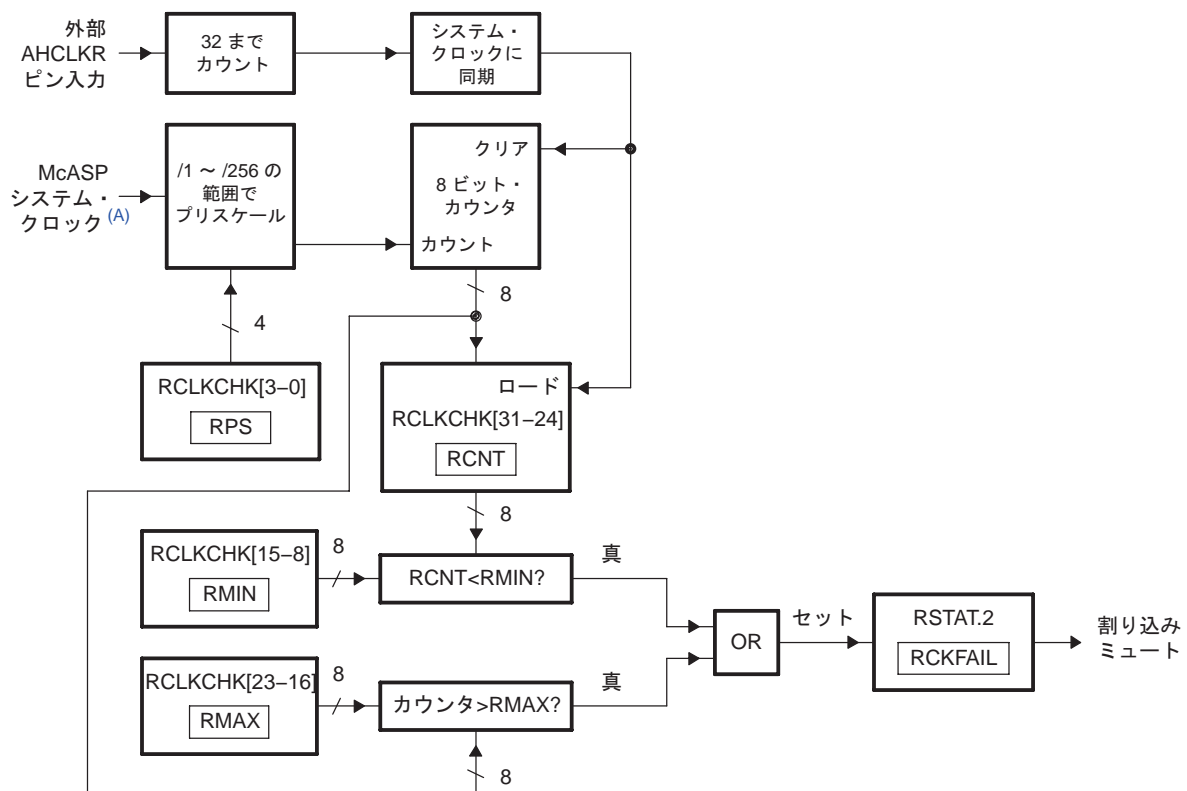 外部
AHCLKR
ピン入力
32 まで
カウント
システム・
クロックに
同期
McASP
システム・
クロック (A)
/1 ～ /256 の
範囲で
プリスケール
クリア
8 ビット・
カウンタ
カウント
8
4
RCLKCHK[3–0]
RPS
ロード
RCLKCHK[31–24]
RCNT
8
RCLKCHK[15–8]
RMIN
8
RCNT<RMIN?
真
RCLKCHK[23–16]
RMAX
8
カウンタ>RMAX?
真
8
OR
セット
RSTAT.2
RCKFAIL
割り込み
ミュート